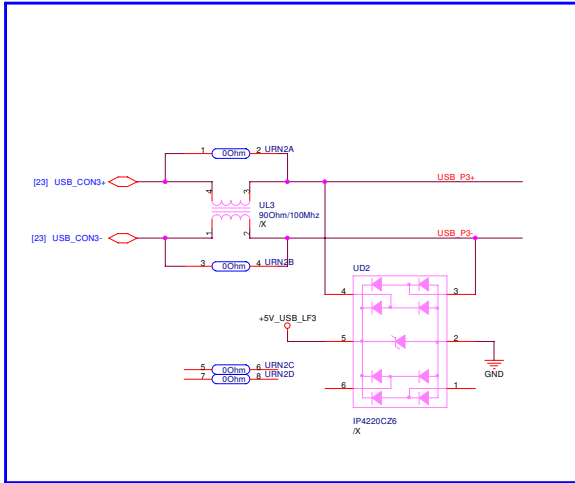 1 0Ohm 2 URN2A
[23] USB_CON3+
4 3
USB_P3+
UL3
90Ohm/100Mhz
/X
[23] USB_CON3-
1 2
USB_P3-
3 0Ohm 4 URN2B
UD2
4 3
+5V_USB_LF3
5 2
GND
5 0Ohm 6 URN2C
7 0Ohm 8 URN2D
6 1
IP4220CZ6
/X